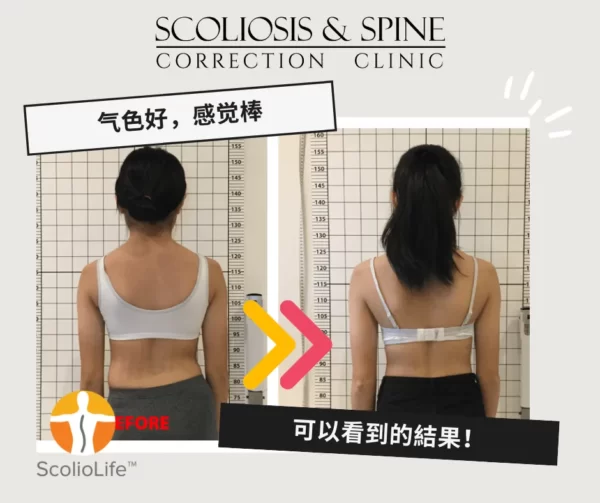 SCOLIOSIS & SPINE
CORRECTION CLINIC
气色好，感觉棒
EFORE
可以看到的結果！
ScolioLife™